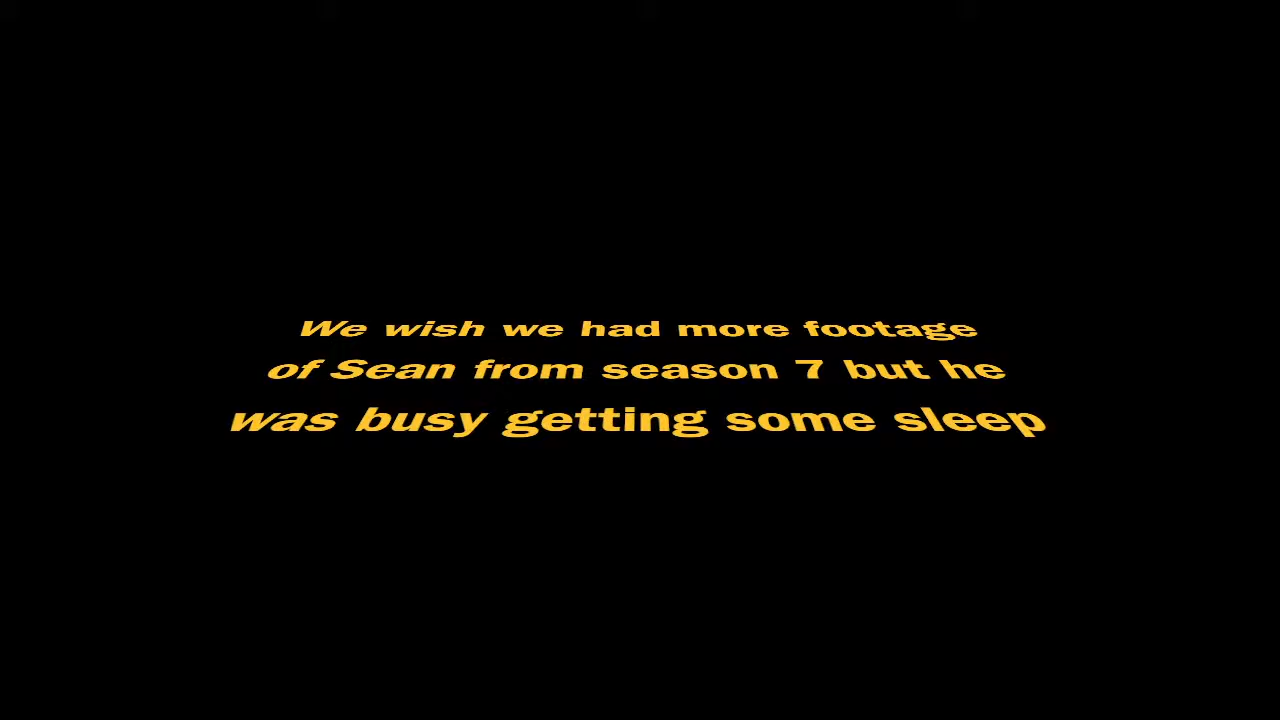 We wish we had more footage
of Sean from season 7 but he
was busy getting some sleep